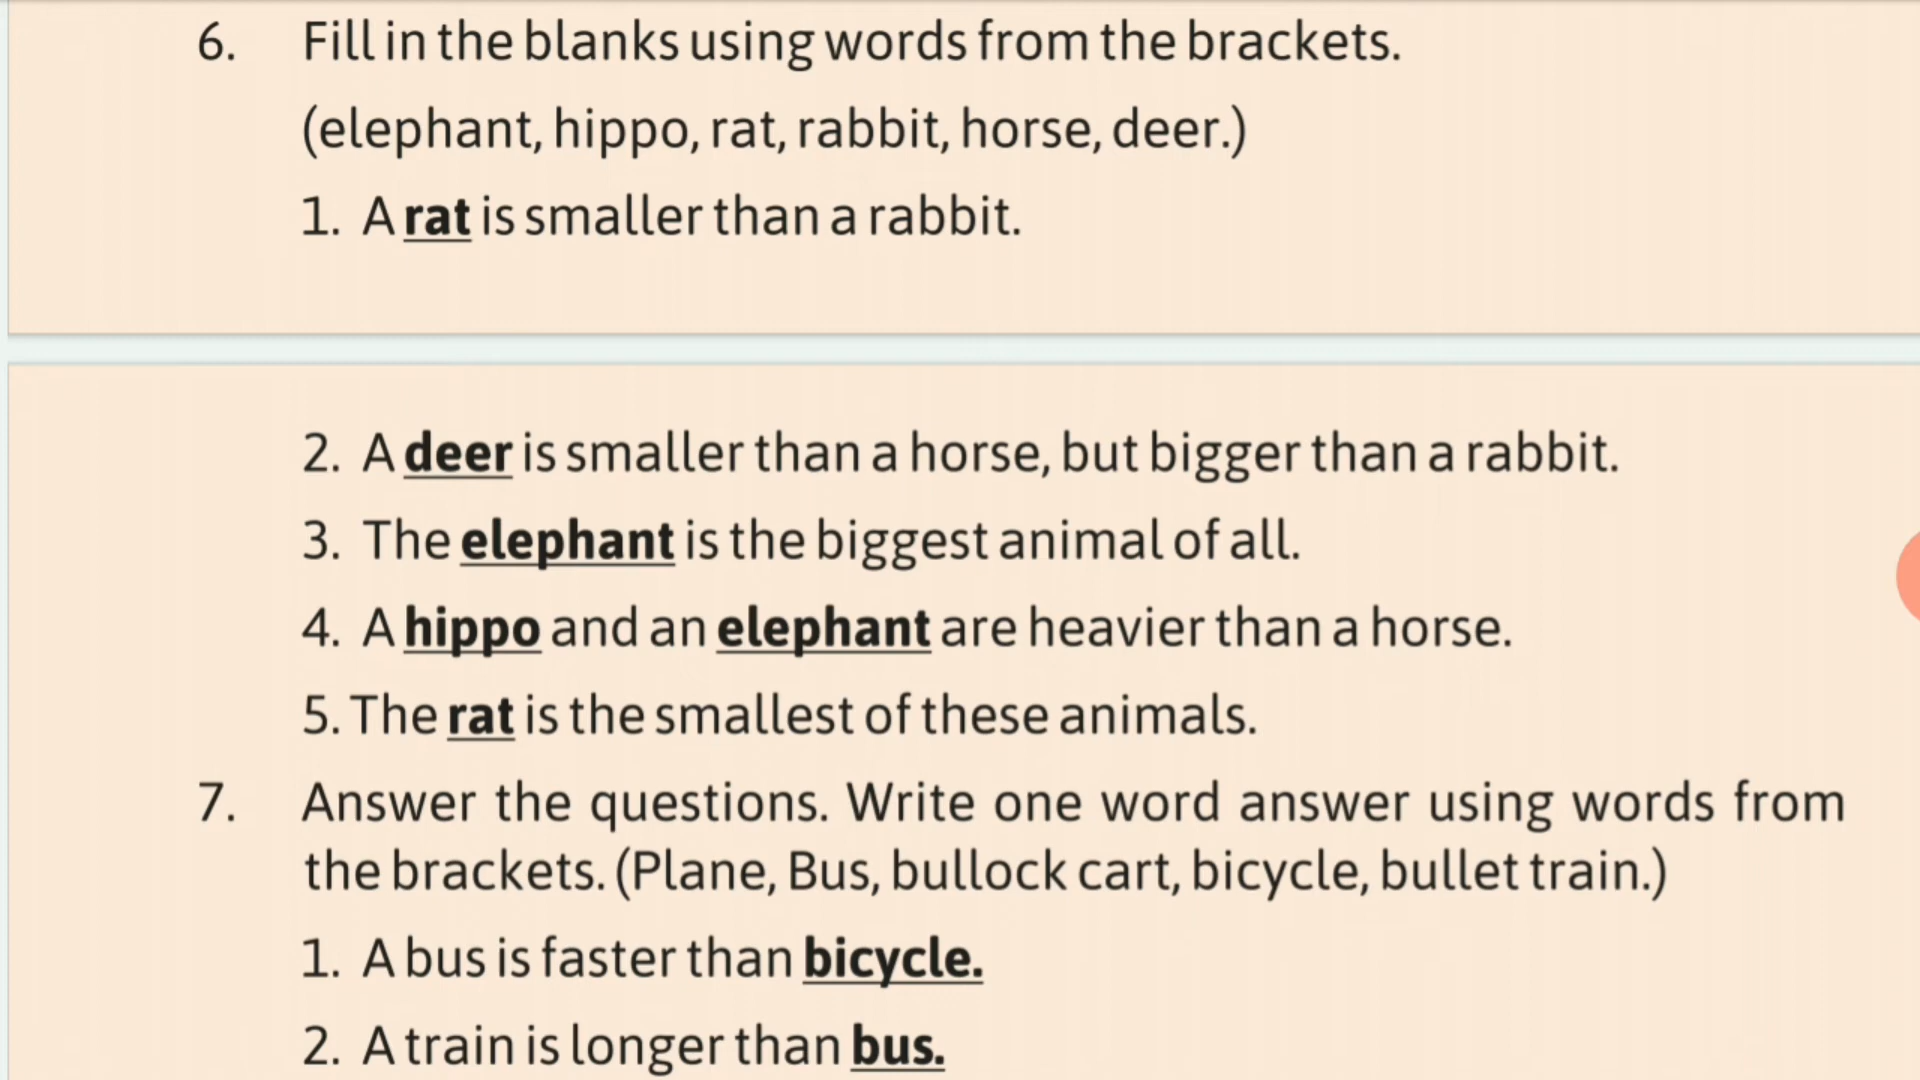 6. Fill in the blanks using words from the brackets.
(elephant, hippo, rat, rabbit, horse, deer.)
1. A rat is smaller than a rabbit.
2. A deer is smaller than a horse, but bigger than a rabbit.
3. The elephant is the biggest animal of all.
4. A hippo and an elephant are heavier than a horse.
5. The rat is the smallest of these animals.
7. Answer the questions. Write one word answer using words from
the brackets. (Plane, Bus, bullock cart, bicycle, bullet train.)
1. A bus is faster than bicycle.
2. A train is longer than bus.